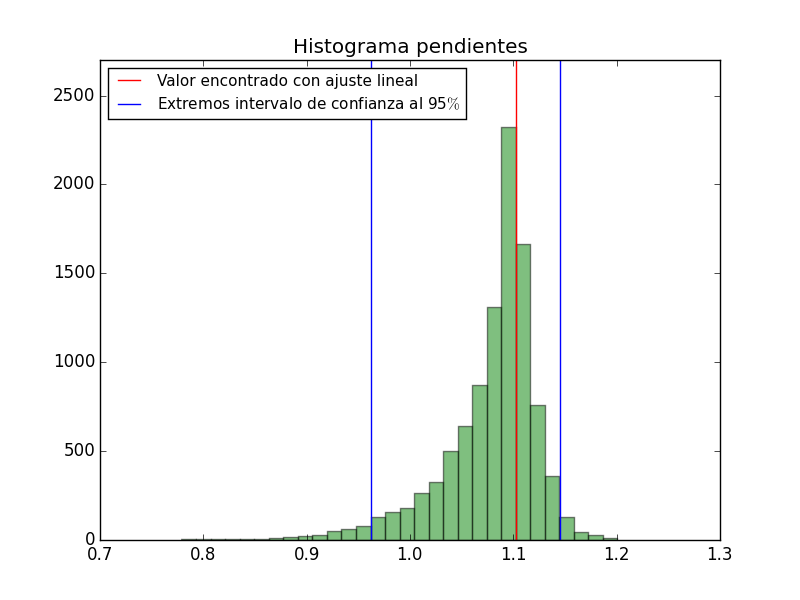 Histograma pendientes
Valor encontrado con ajuste lineal
Extremos intervalo de confianza al 95%
2500
2000
1500
1000
500
0
0.7 0.8 0.9 1.0 1.1 1.2 1.3